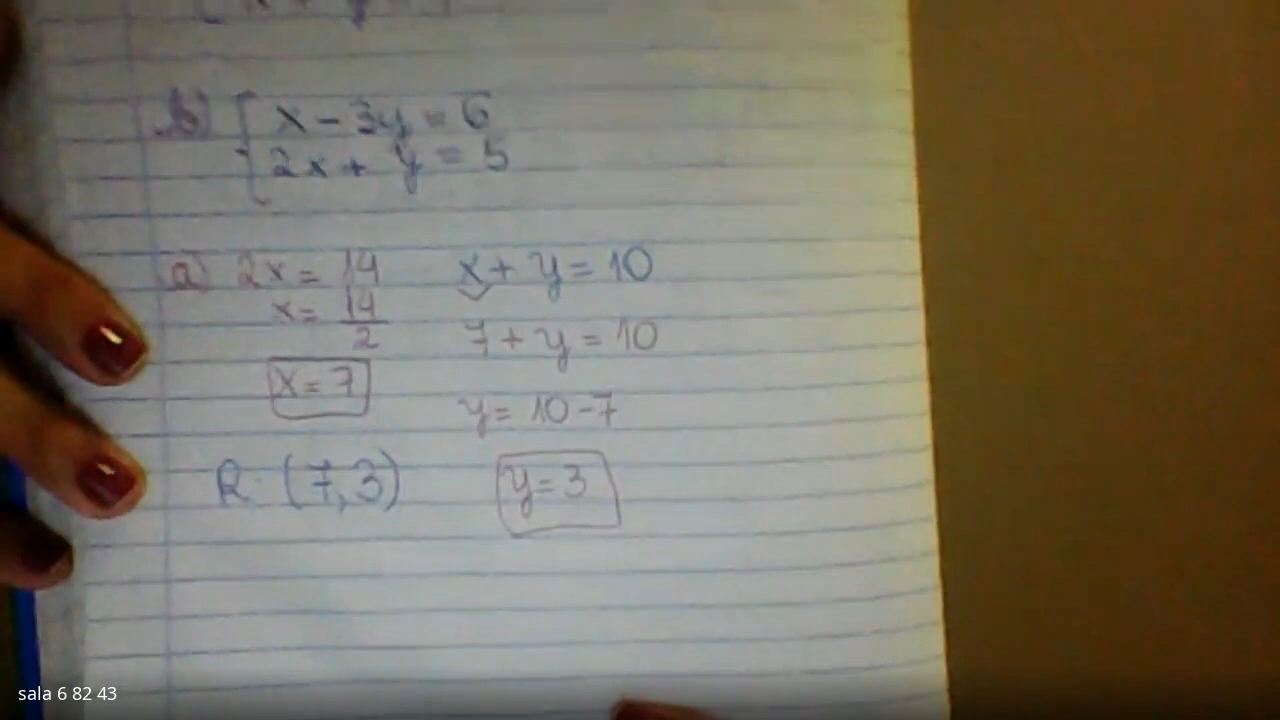 b) { x - 3y = 6
2x + y = 5
a) 2x = 14 x + y = 10
x = 14/2 7 + y = 10
x = 7 y = 10 - 7
R: (7, 3) y = 3
sala 6 82 43